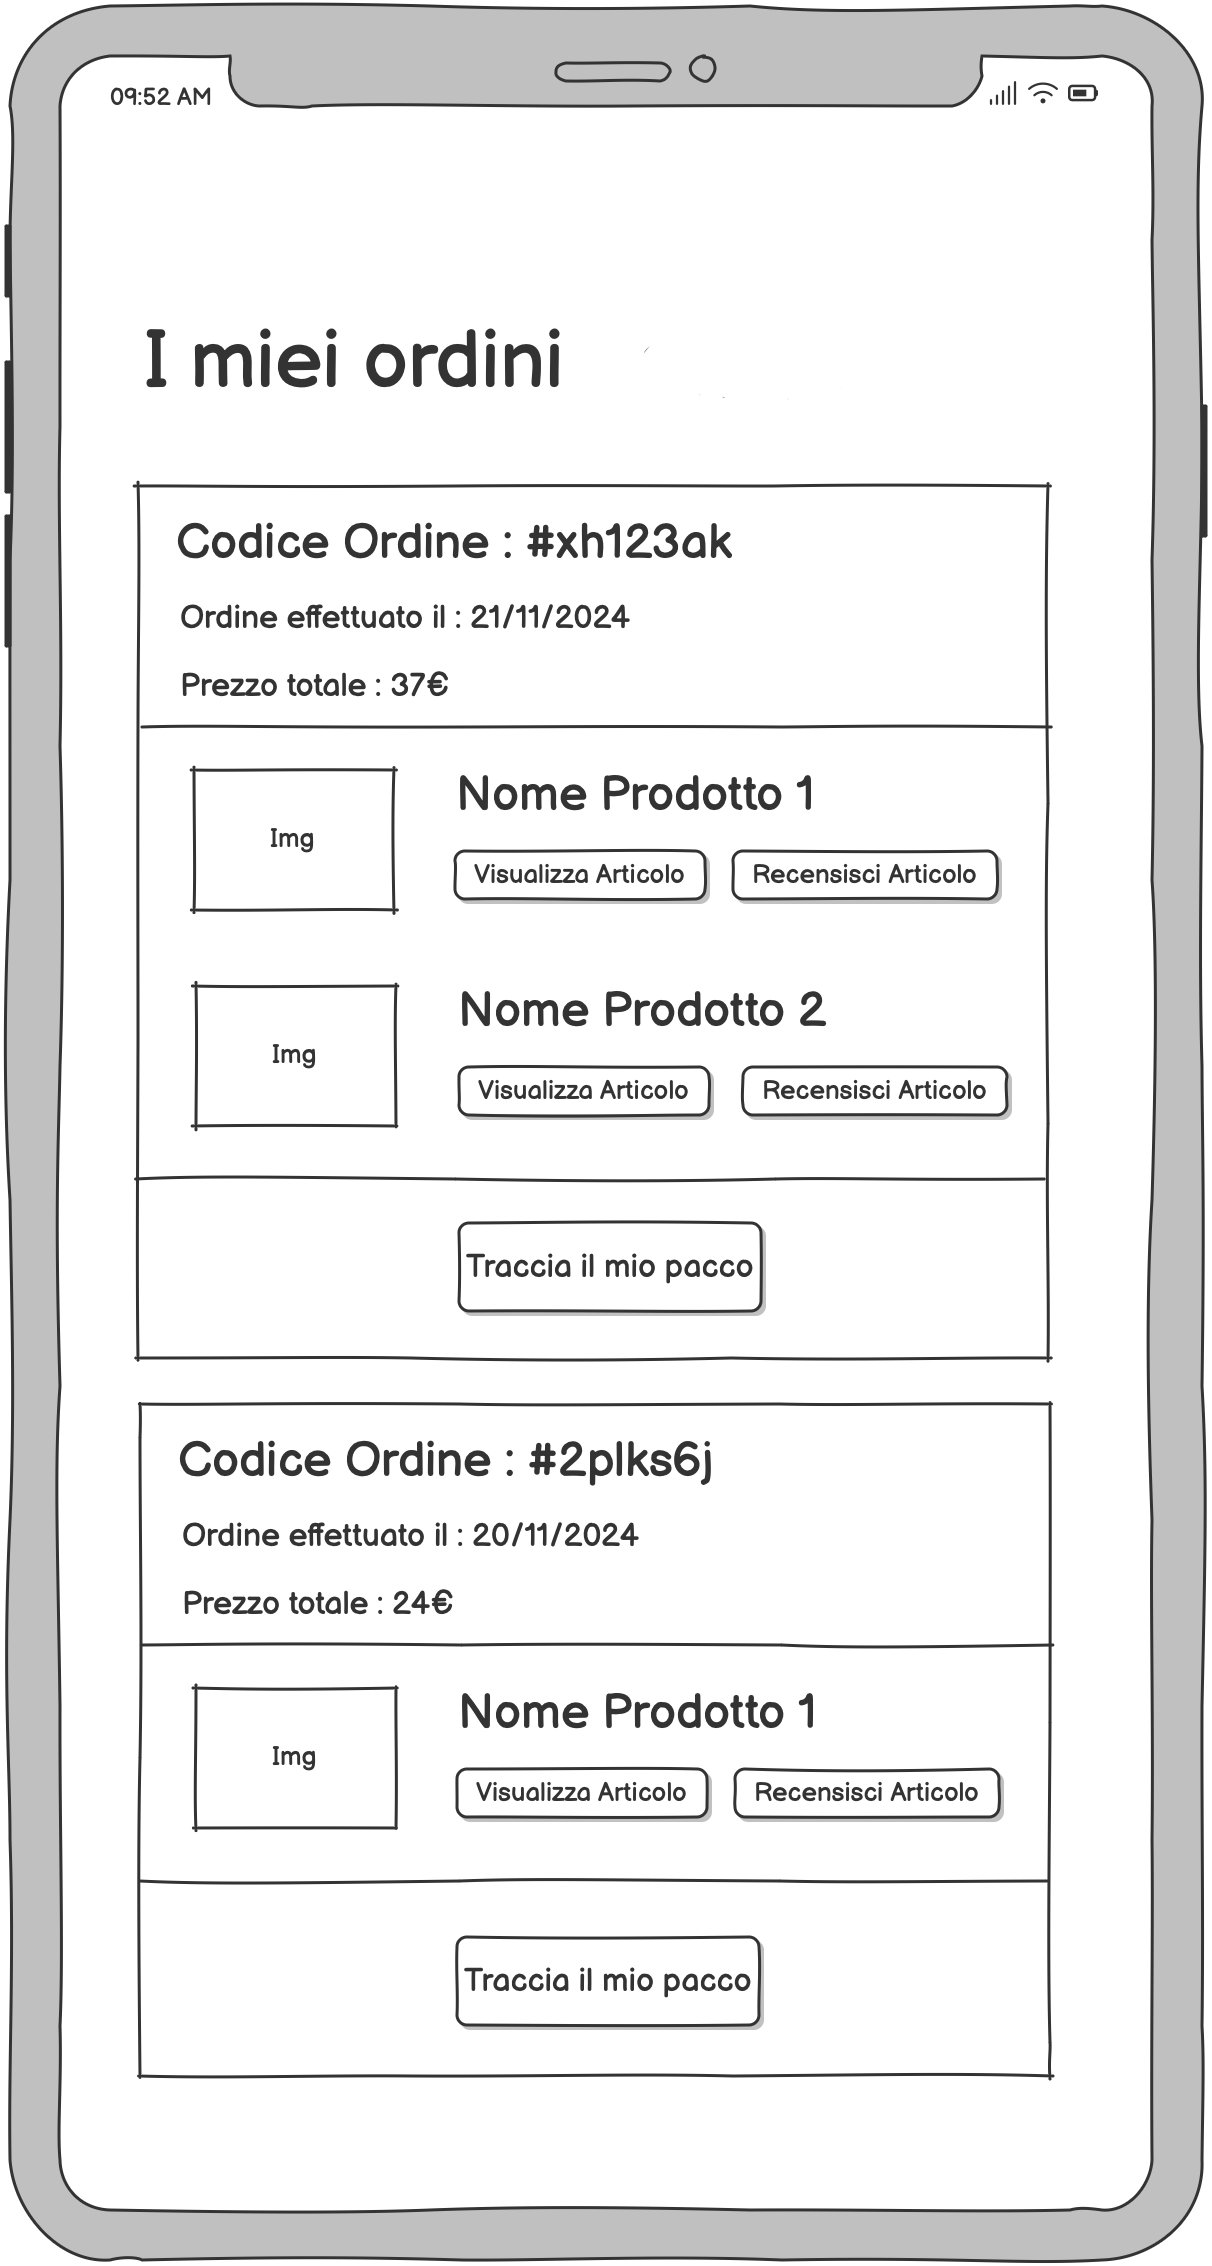 09:52 AM
I miei ordini
Codice Ordine : #xh123ak
Ordine effettuato il : 21/11/2024
Prezzo totale : 37€
Img
Nome Prodotto 1
Visualizza Articolo Recensisci Articolo
Img
Nome Prodotto 2
Visualizza Articolo Recensisci Articolo
Traccia il mio pacco
Codice Ordine : #2plks6j
Ordine effettuato il : 20/11/2024
Prezzo totale : 24€
Img
Nome Prodotto 1
Visualizza Articolo Recensisci Articolo
Traccia il mio pacco